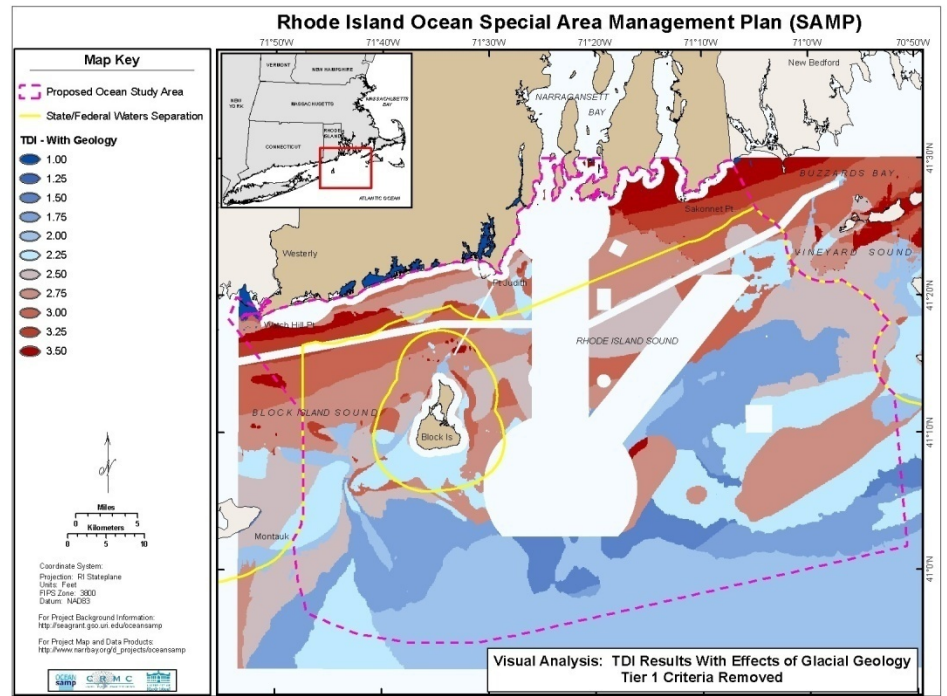 Rhode Island Ocean Special Area Management Plan (SAMP)
Map Key
Proposed Ocean Study Area
State/Federal Waters Separation
TDI - With Geology
1.00
1.25
1.50
1.75
2.00
2.25
2.50
2.75
3.00
3.25
3.50
N
Miles
0 5
Kilometers
0 5 10
Coordinate System:
Projection: RI Stateplane
Units: Feet
FIPS Zone: 3800
Datum: NAD83
For Project Background Information:
http://seagrant.gso.uri.edu/oceansamp
For Project Map and Data Products:
http://www.narrbay.org/d_projects/oceansamp
OCEAN
samp
C R M C
71°50'W
71°40'W
71°30'W
71°20'W
71°10'W
71°0'W
70°50'W
VERMONT
NEW HAMPSHIRE
NEW
YORK
MASSACHUSETTS
MASSACHUSETTS
BAY
CONNECTICUT
RHODE
ISLAND
ATLANTIC OCEAN
NARRAGANSETT
BAY
New Bedford
BUZZARDS BAY
Sakonnet Pt
VINEYARD SOUND
Westerly
Pt Judith
Watch Hill Pt
RHODE ISLAND SOUND
BLOCK ISLAND SOUND
Block Is
Montauk
41°30'N
41°20'N
41°10'N
41°0'N
Visual Analysis: TDI Results With Effects of Glacial Geology
Tier 1 Criteria Removed